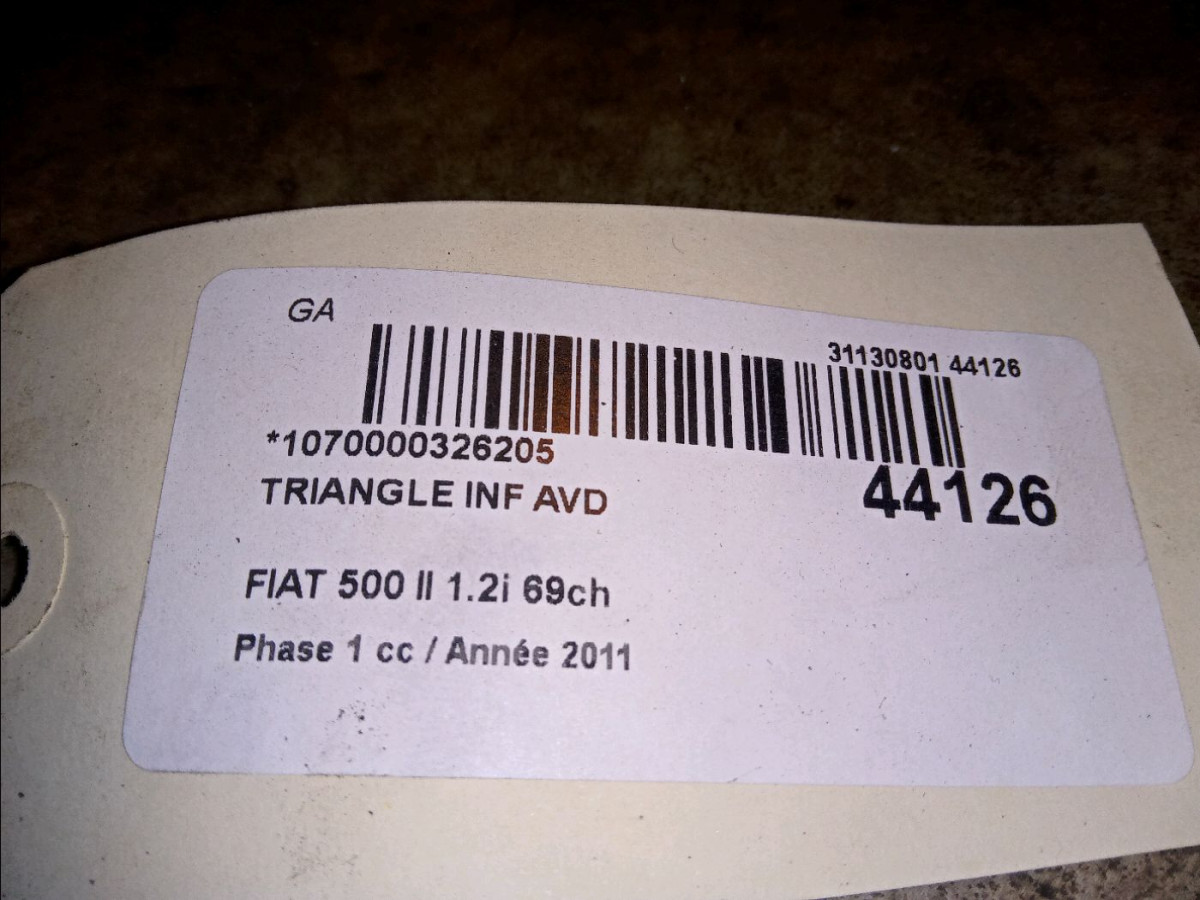 GA
31130801 44126
*1070000326205
44126
TRIANGLE INF AVD
FIAT 500 II 1.2i 69ch
Phase 1 cc / Année 2011